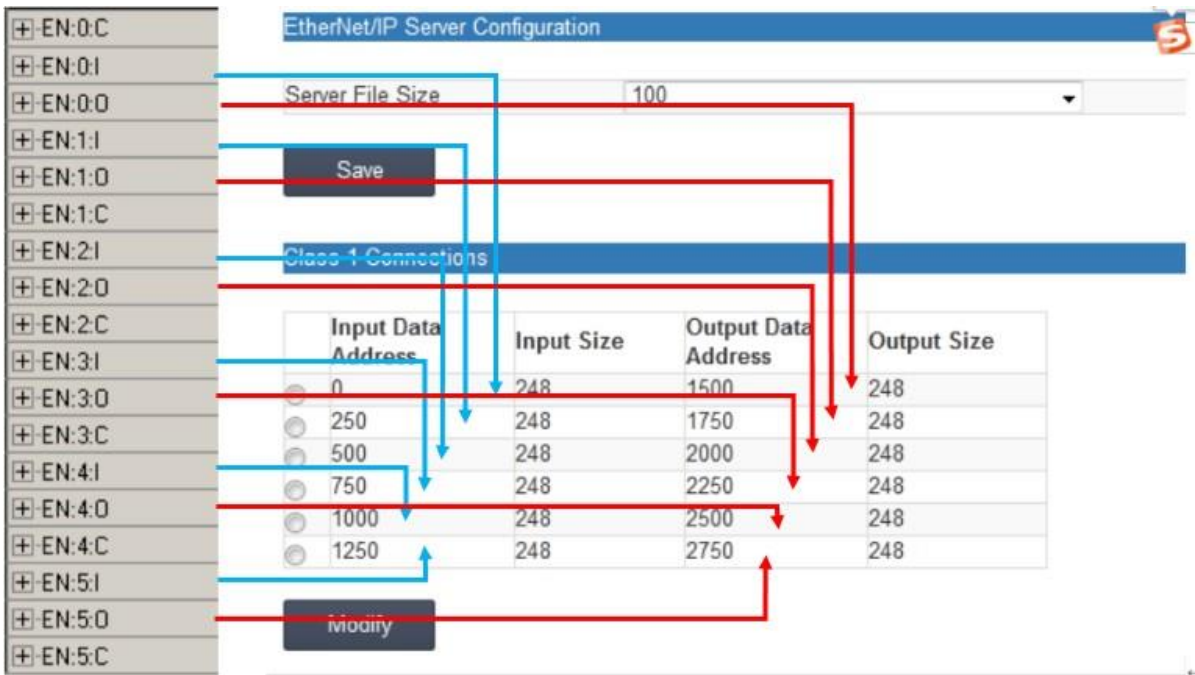 EN:0:C
EN:0:I
EN:0:O
EN:1:I
EN:1:O
EN:1:C
EN:2:I
EN:2:O
EN:2:C
EN:3:I
EN:3:O
EN:3:C
EN:4:I
EN:4:O
EN:4:C
EN:5:I
EN:5:O
EN:5:C
EtherNet/IP Server Configuration
Server File Size 100
Save
Class 1 Connections
Input Data Address Input Size Output Data Address Output Size
0 248 1500 248
250 248 1750 248
500 248 2000 248
750 248 2250 248
1000 248 2500 248
1250 248 2750 248
Modify